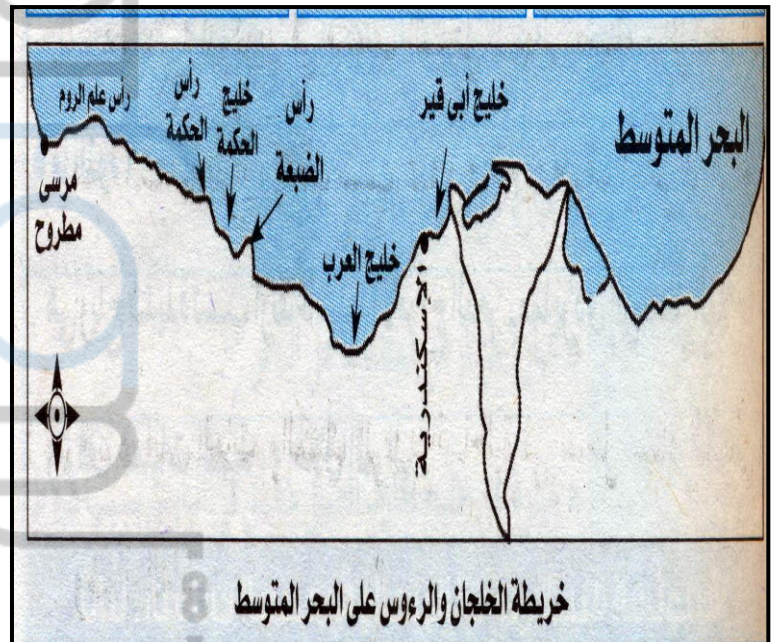 البحر المتوسط
خليج أبى قير
رأس
الضبعة
خليج
الحكمة
رأس
الحكمة
رأس علم الروم
مرسى
مطروح
خليج العرب
الإسكندرية
خريطة الخلجان والرءوس على البحر المتوسط